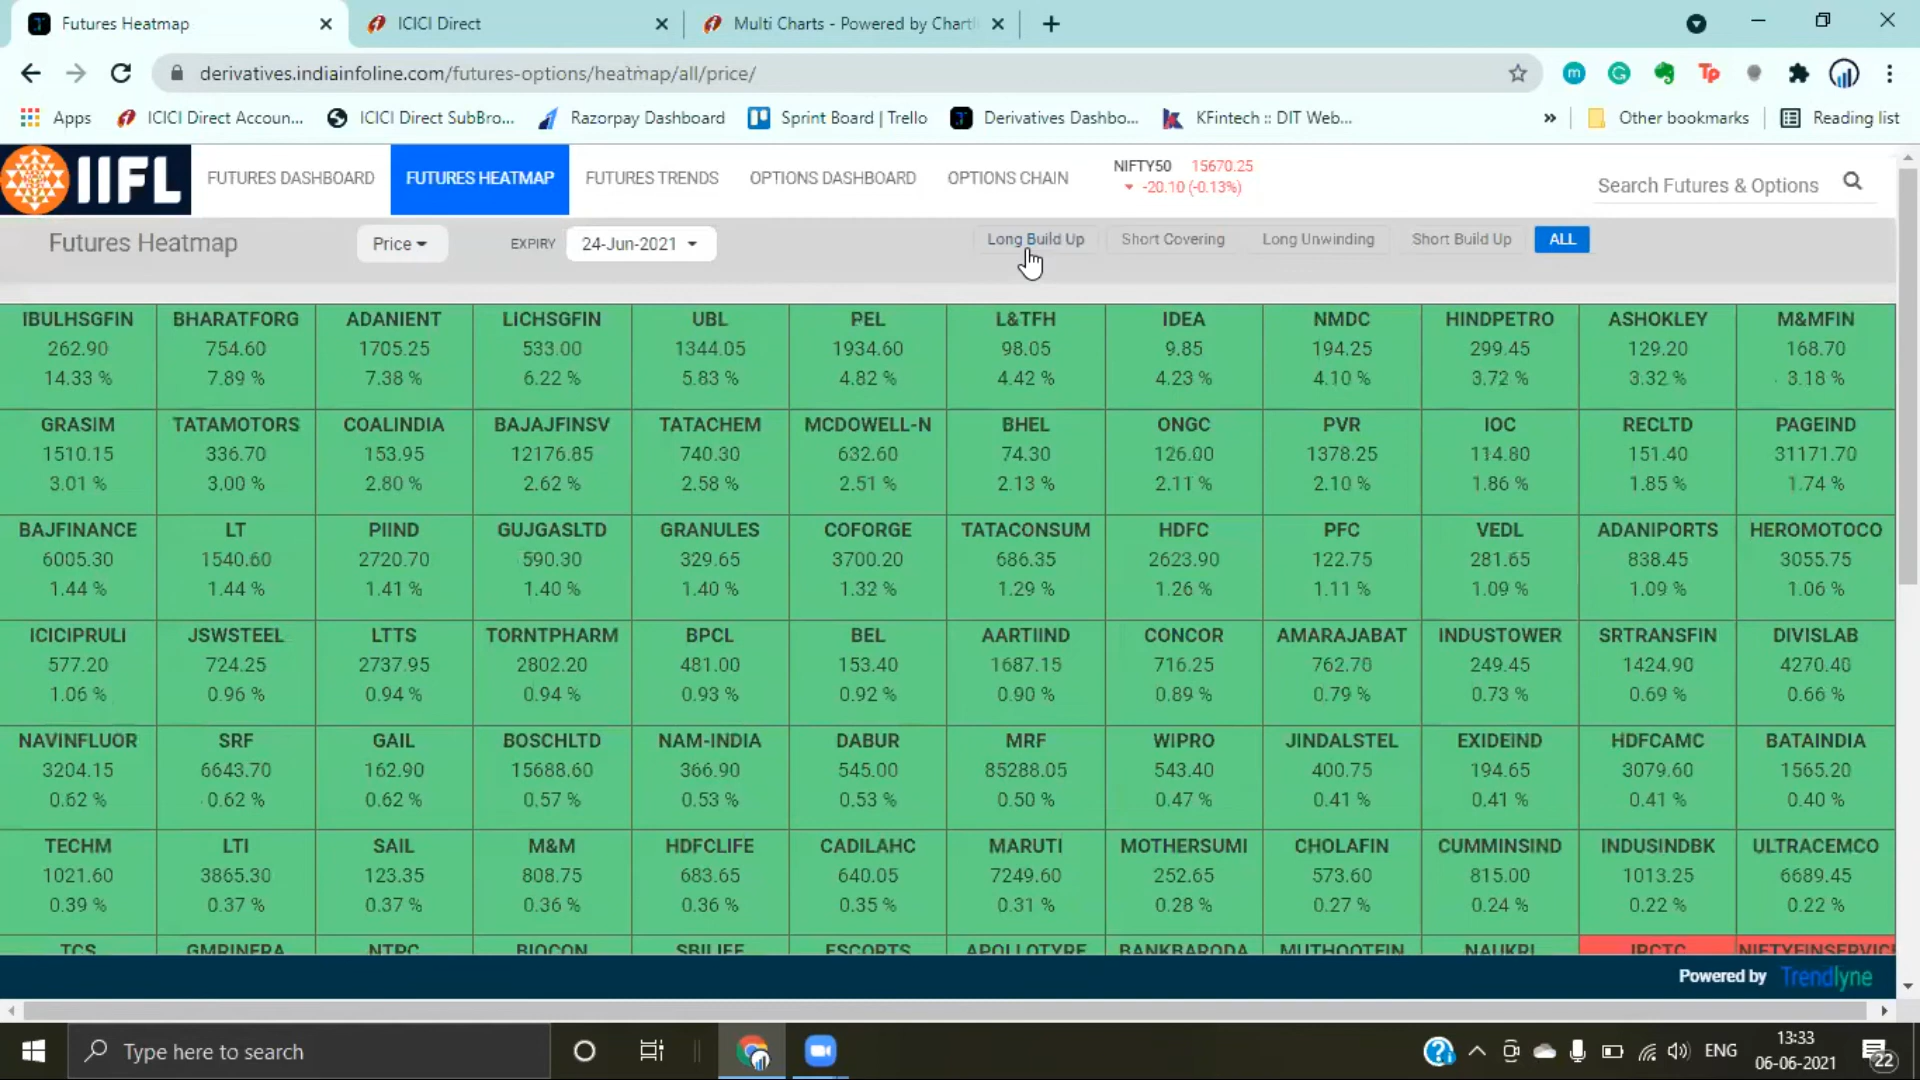 Futures Heatmap
ICICI Direct
Multi Charts - Powered by Charti
derivatives.indiainfoline.com/futures-options/heatmap/all/price/
Apps
ICICI Direct Accoun...
ICICI Direct SubBro...
Razorpay Dashboard
Sprint Board | Trello
Derivatives Dashbo...
KFintech :: DIT Web...
Other bookmarks
Reading list
IIFL
FUTURES DASHBOARD
FUTURES HEATMAP
FUTURES TRENDS
OPTIONS DASHBOARD
OPTIONS CHAIN
NIFTY50 15670.25
-20.10 (-0.13%)
Search Futures & Options
Futures Heatmap
Price
EXPIRY
24-Jun-2021
Long Build Up
Short Covering
Long Unwinding
Short Build Up
ALL
IBULHSGFIN BHARATFORG ADANIENT LICHSGFIN UBL PEL L&TFH IDEA NMDC HINDPETRO ASHOKLEY M&MFIN
262.90 754.60 1705.25 533.00 1344.05 1934.60 98.05 9.85 194.25 299.45 129.20 168.70
14.33 % 7.89 % 7.38 % 6.22 % 5.83 % 4.82 % 4.42 % 4.23 % 4.10 % 3.72 % 3.32 % 3.18 %
GRASIM TATAMOTORS COALINDIA BAJAJFINSV TATACHEM MCDOWELL-N BHEL ONGC PVR IOC RECLTD PAGEIND
1510.15 336.70 153.95 12176.85 740.30 632.60 74.30 126.00 1378.25 114.80 151.40 31171.70
3.01 % 3.00 % 2.80 % 2.62 % 2.58 % 2.51 % 2.13 % 2.11 % 2.10 % 1.86 % 1.85 % 1.74 %
BAJFINANCE LT PIIND GUJGASLTD GRANULES COFORGE TATACONSUM HDFC PFC VEDL ADANIPORTS HEROMOTOCO
6005.30 1540.60 2720.70 590.30 329.65 3700.20 686.35 2623.90 122.75 281.65 838.45 3055.75
1.44 % 1.44 % 1.41 % 1.40 % 1.40 % 1.32 % 1.29 % 1.26 % 1.11 % 1.09 % 1.09 % 1.06 %
ICICIPRULI JSWSTEEL LTTS TORNTPHARM BPCL BEL AARTIIND CONCOR AMARAJABAT INDUSTOWER SRTRANSFIN DIVISLAB
577.20 724.25 2737.95 2802.20 481.00 153.40 1687.15 716.25 762.70 249.45 1424.90 4270.40
1.06 % 0.96 % 0.94 % 0.94 % 0.93 % 0.92 % 0.90 % 0.89 % 0.79 % 0.73 % 0.69 % 0.66 %
NAVINFLUOR SRF GAIL BOSCHLTD NAM-INDIA DABUR MRF WIPRO JINDALSTEL EXIDEIND HDFCAMC BATAINDIA
3204.15 6643.70 162.90 15688.60 366.90 545.00 85288.05 543.40 400.75 194.65 3079.60 1565.20
0.62 % 0.62 % 0.62 % 0.57 % 0.53 % 0.53 % 0.50 % 0.47 % 0.41 % 0.41 % 0.41 % 0.40 %
TECHM LTI SAIL M&M HDFCLIFE CADILAHC MARUTI MOTHERSUMI CHOLAFIN CUMMINSIND INDUSINDBK ULTRACEMCO
1021.60 3865.30 123.35 808.75 683.65 640.05 7249.60 252.65 573.60 815.00 1013.25 6689.45
0.39 % 0.37 % 0.37 % 0.36 % 0.36 % 0.35 % 0.31 % 0.28 % 0.27 % 0.24 % 0.22 % 0.22 %
TCS GMRINFRA NTPC BIOCON SBILIFE ESCORTS APOLLOTYRE BANKBARODA MUTHOOTFIN NAUKRI IRCTC NIFTYFINSERVICE
Powered by Trendlyne
Type here to search
ENG
13:33
06-06-2021
22